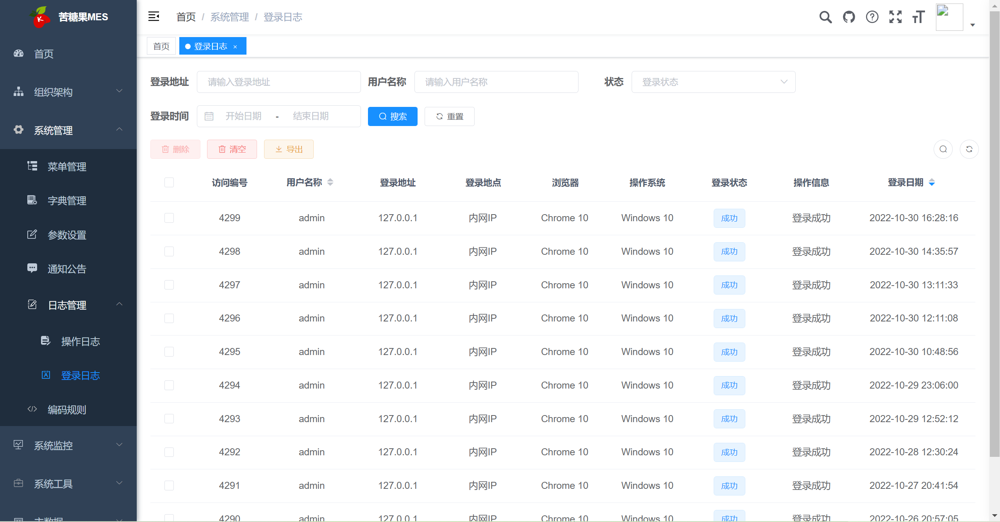 苦糖果MES
首页 / 系统管理 / 登录日志
首页
登录日志 ×
首页
组织架构
系统管理
菜单管理
字典管理
参数设置
通知公告
日志管理
操作日志
登录日志
编码规则
系统监控
系统工具
主数据
登录地址 请输入登录地址 用户名称 请输入用户名称 状态 登录状态
登录时间 开始日期 - 结束日期 搜索 重置
删除 清空 导出
访问编号 用户名称 登录地址 登录地点 浏览器 操作系统 登录状态 操作信息 登录日期
4299 admin 127.0.0.1 内网IP Chrome 10 Windows 10 成功 登录成功 2022-10-30 16:28:16
4298 admin 127.0.0.1 内网IP Chrome 10 Windows 10 成功 登录成功 2022-10-30 14:35:57
4297 admin 127.0.0.1 内网IP Chrome 10 Windows 10 成功 登录成功 2022-10-30 13:11:33
4296 admin 127.0.0.1 内网IP Chrome 10 Windows 10 成功 登录成功 2022-10-30 12:11:08
4295 admin 127.0.0.1 内网IP Chrome 10 Windows 10 成功 登录成功 2022-10-30 10:48:56
4294 admin 127.0.0.1 内网IP Chrome 10 Windows 10 成功 登录成功 2022-10-29 23:06:00
4293 admin 127.0.0.1 内网IP Chrome 10 Windows 10 成功 登录成功 2022-10-29 12:52:12
4292 admin 127.0.0.1 内网IP Chrome 10 Windows 10 成功 登录成功 2022-10-28 12:30:24
4291 admin 127.0.0.1 内网IP Chrome 10 Windows 10 成功 登录成功 2022-10-27 20:41:54
4290 admin 127.0.0.1 内网IP Chrome 10 Windows 10 成功 登录成功 2022-10-26 20:57:05